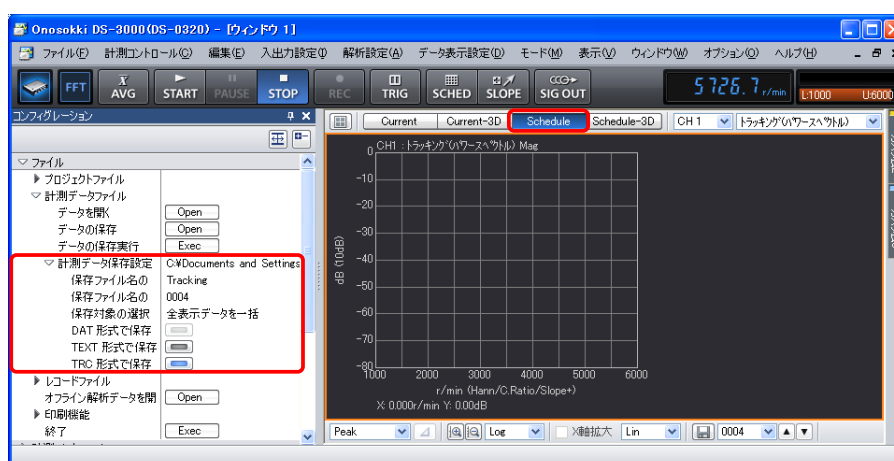 Onosokki DS-3000(DS-0320) - [ウィンドウ 1]
ファイル(F) 計測コントロール(C) 編集(E) 入出力設定(I) 解析設定(A) データ表示設定(D) モード(M) 表示(V) ウィンドウ(W) オプション(O) ヘルプ(H)
FFT X AVG START PAUSE STOP REC TRIG SCHED SLOPE SIG OUT 5726.7 r/min L:1000 U:6000
コンフィグレーション
Current Current-3D Schedule Schedule-3D CH 1 トラッキング(パワースペクトル)
ファイル
プロジェクトファイル
計測データファイル
データを開く Open
データの保存 Open
データの保存実行 Exec
計測データ保存設定 C:¥Documents and Settings
保存ファイル名の Tracking
保存ファイル名の 0004
保存対象の選択 全表示データを一括
DAT 形式で保存
TEXT 形式で保存
TRC 形式で保存
レコードファイル
オフライン解析データを開 Open
印刷機能
終了 Exec
CH1 : トラッキング(パワースペクトル) Mag
0
-10
-20
-30
-40
-50
-60
-70
-80
dB (0dBP)
1000 2000 3000 4000 5000 6000
r/min (Hann/C.Ratio/Slope+)
X: 0.000r/min Y: 0.00dB
Peak Log X軸拡大 Lin 0004